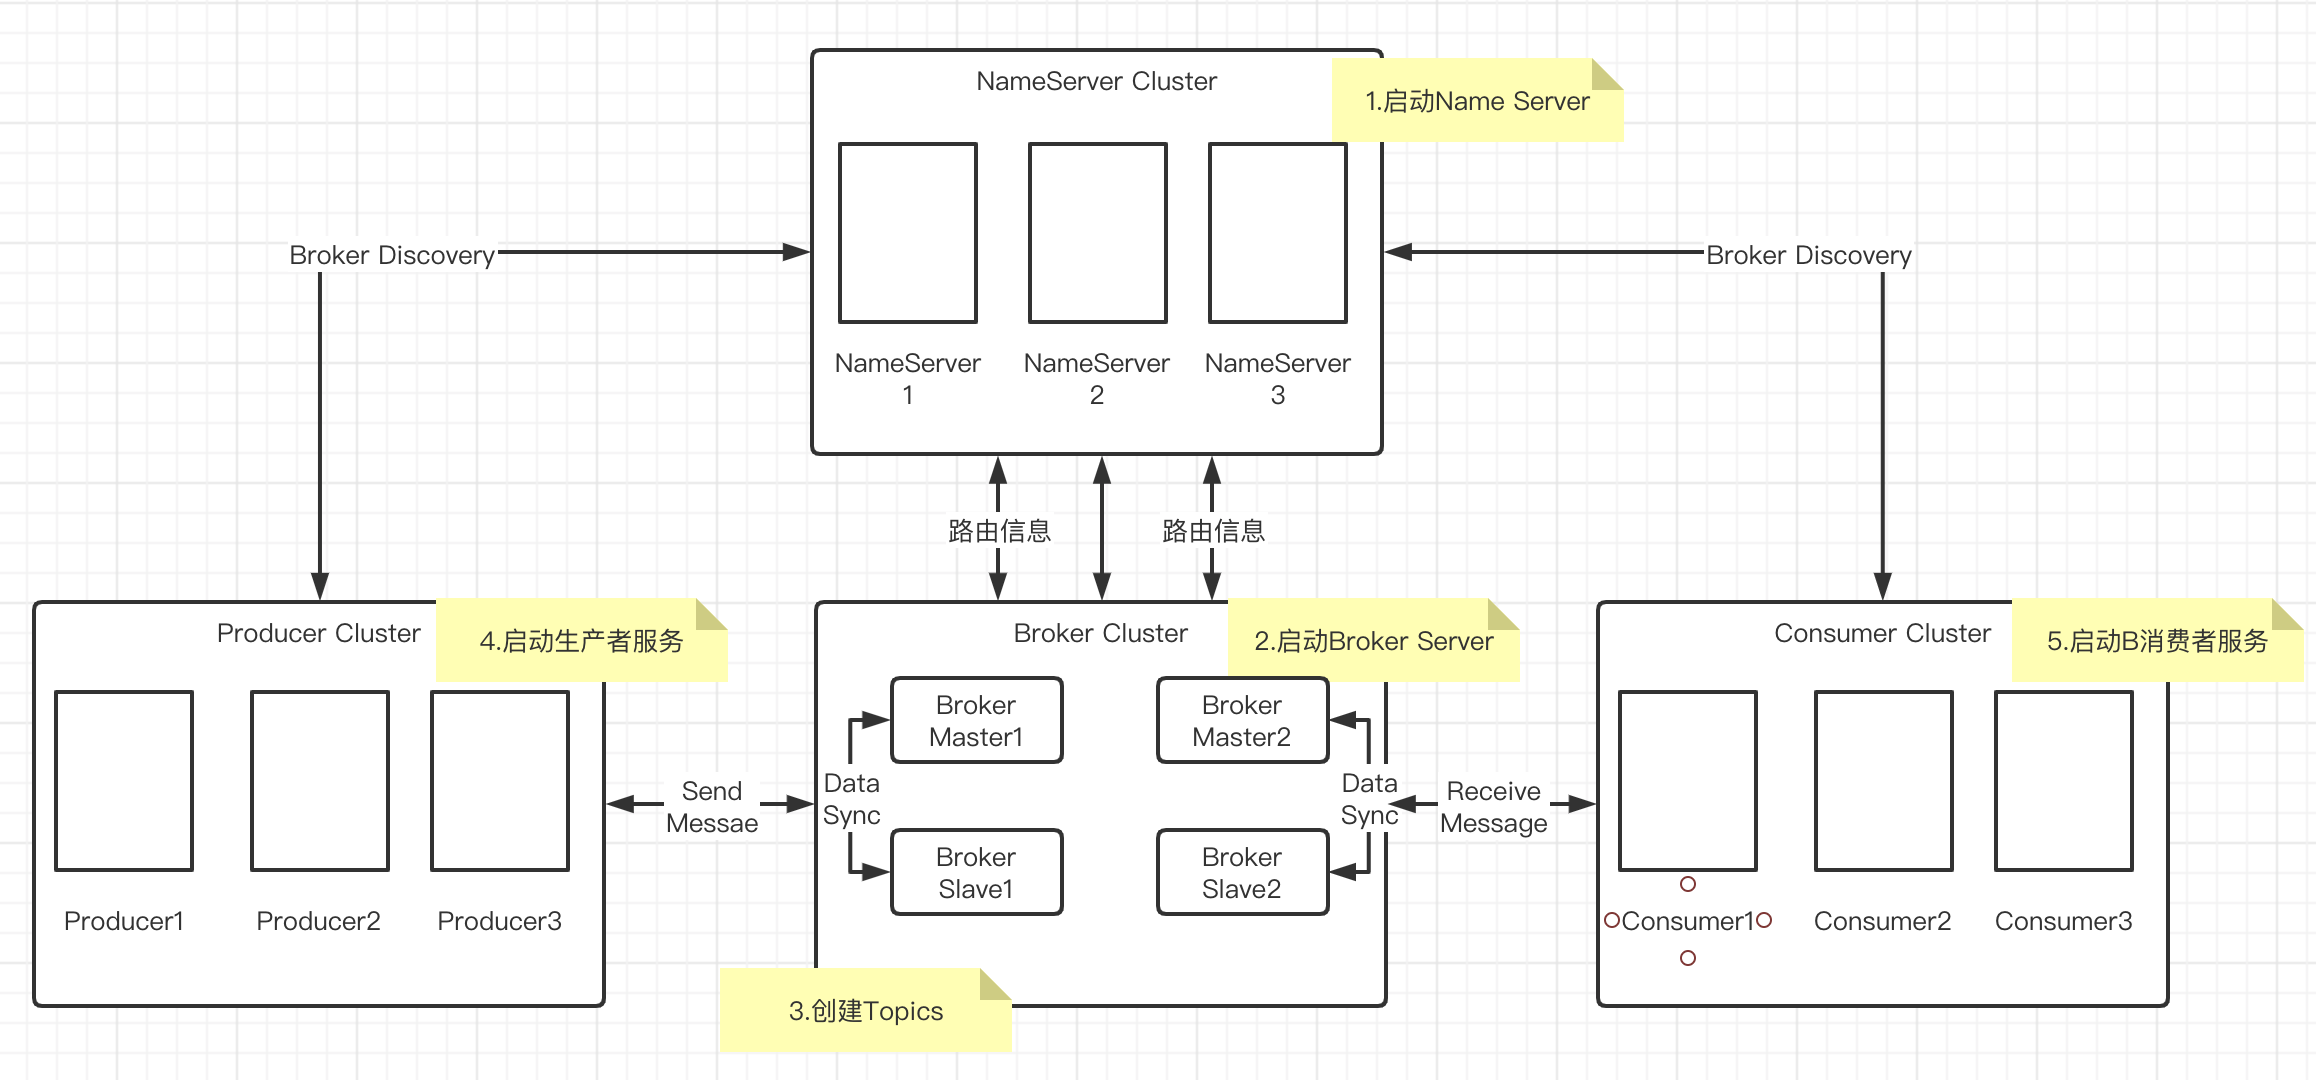 NameServer Cluster
1.启动Name Server
NameServer
1
NameServer
2
NameServer
3
Broker Discovery
Broker Discovery
路由信息
路由信息
Producer Cluster
4.启动生产者服务
Producer1
Producer2
Producer3
Send
Messae
Broker Cluster
2.启动Broker Server
Broker
Master1
Broker
Master2
Data
Sync
Data
Sync
Broker
Slave1
Broker
Slave2
3.创建Topics
Receive
Message
Consumer Cluster
5.启动B消费者服务
Consumer1
Consumer2
Consumer3